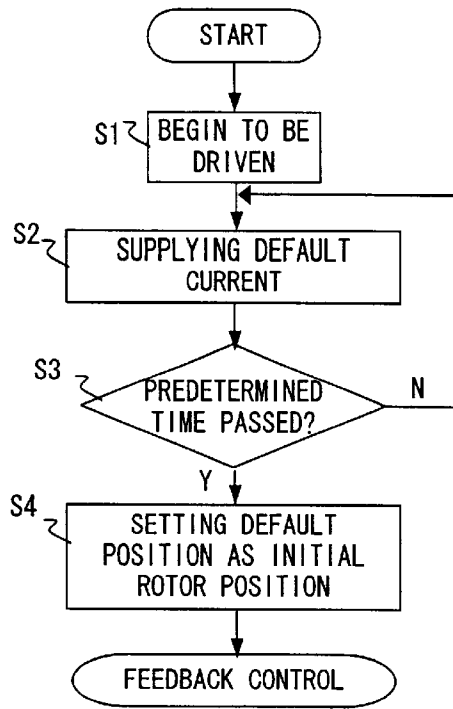 START
S1
BEGIN TO BE
DRIVEN
S2
SUPPLYING DEFAULT
CURRENT
S3
PREDETERMINED
TIME PASSED?
N
Y
S4
SETTING DEFAULT
POSITION AS INITIAL
ROTOR POSITION
FEEDBACK CONTROL